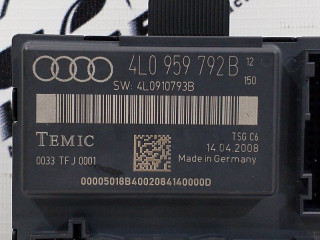 4L0 959 792B 12
SW: 4L0910793B 150
TEMIC TSG C6
0033 TFJ 0001 14.04.2008
Made in Germany
00005018B4002084140000D